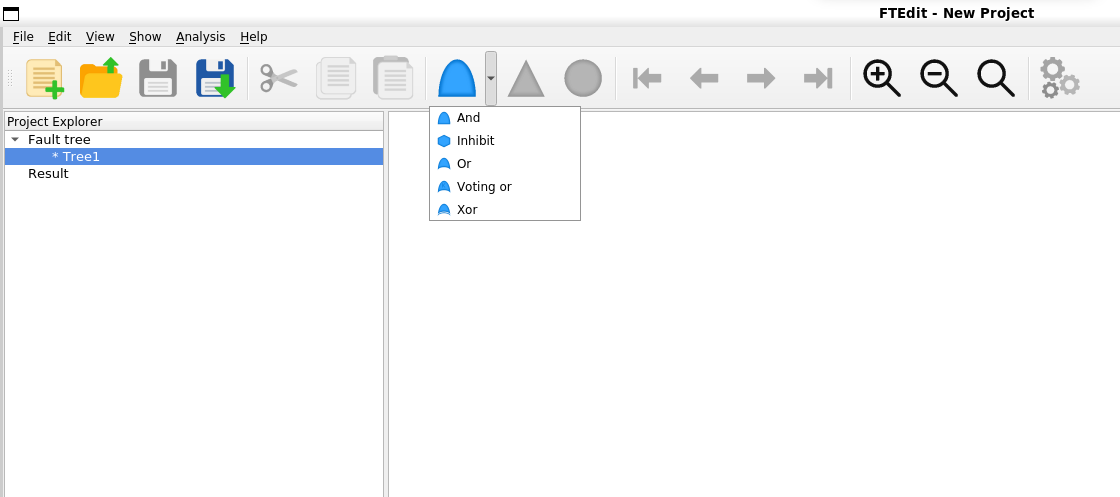 FTEdit - New Project
File Edit View Show Analysis Help
Project Explorer
Fault tree
* Tree1
Result
And
Inhibit
Or
Voting or
Xor